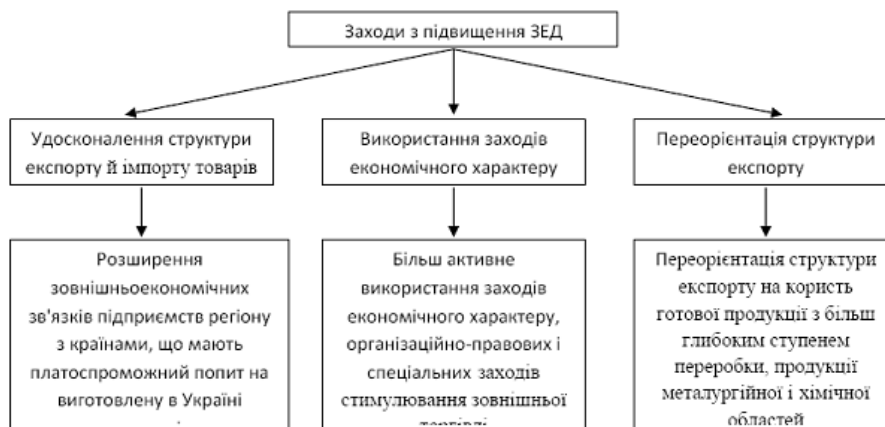 Заходи з підвищення ЗЕД
Удосконалення структури
експорту й імпорту товарів
Використання заходів
економічного характеру
Переорієнтація структури
експорту
Розширення
зовнішньоекономічних
зв'язків підприємств регіону
з країнами, що мають
платоспроможний попит на
виготовлену в Україні
Більш активне
використання заходів
економічного характеру,
організаційно-правових і
спеціальних заходів
стимулювання зовнішньої
Переорієнтація структури
експорту на користь
готової продукції з більш
глибоким ступенем
переробки, продукції
металургійної і хімічної
областей